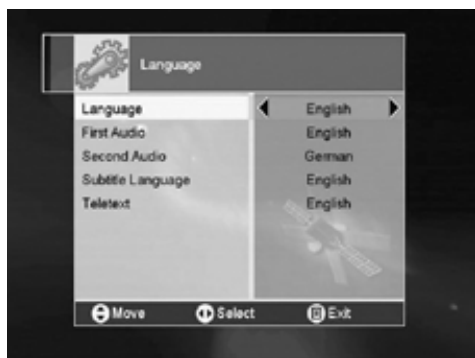 Language
Language English
First Audio English
Second Audio German
Subtitle Language English
Teletext English
Move Select Exit